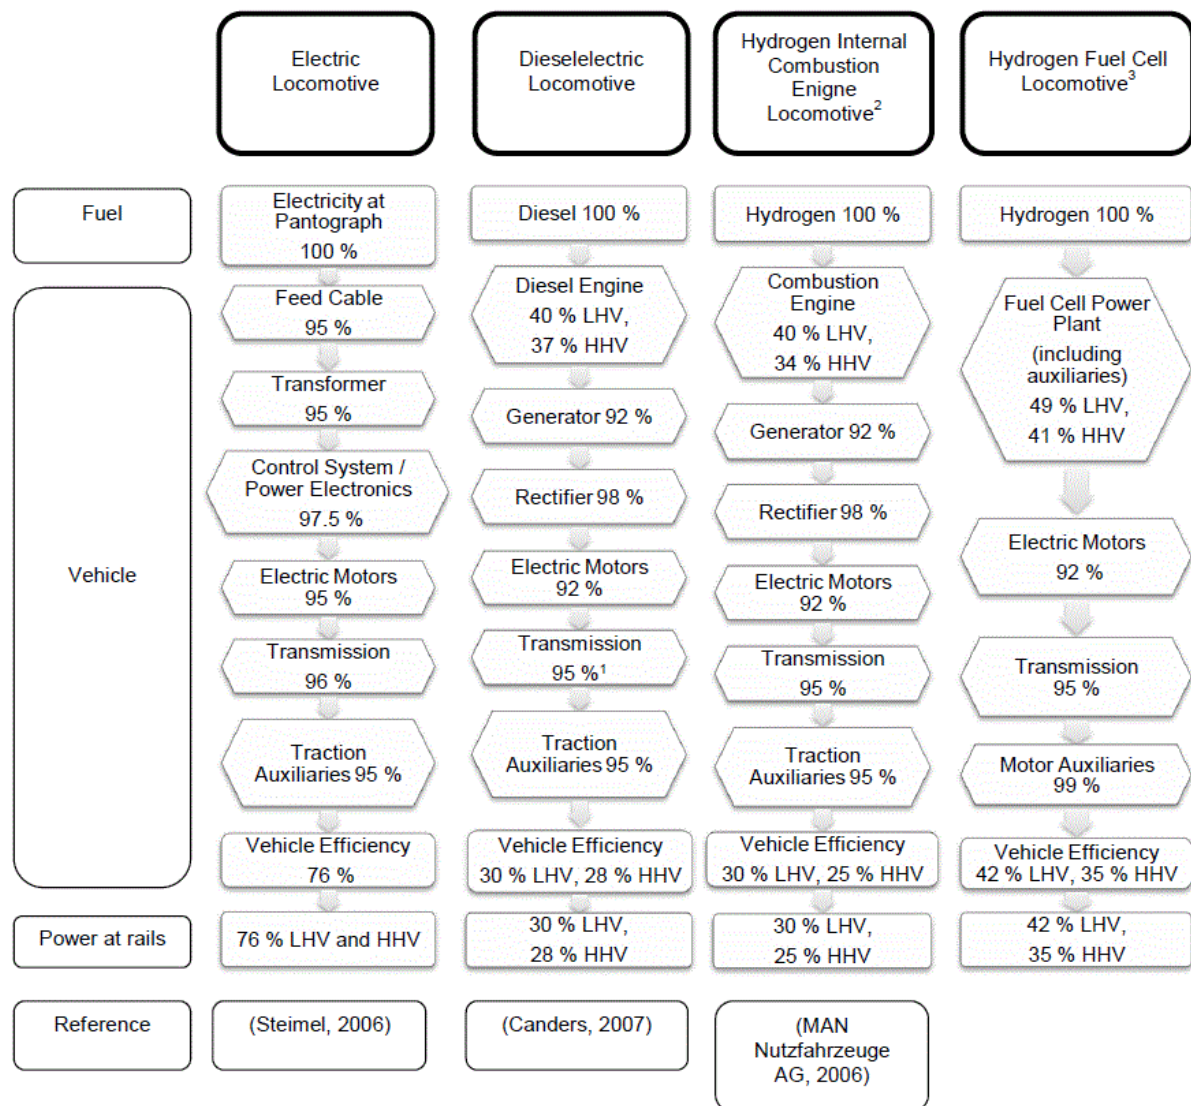 Electric
Locomotive
Dieselelectric
Locomotive
Hydrogen Internal
Combustion
Enigne
Locomotive²
Hydrogen Fuel Cell
Locomotive³
Fuel
Electricity at
Pantograph
100 %
Diesel 100 %
Hydrogen 100 %
Hydrogen 100 %
Vehicle
Feed Cable
95 %
Transformer
95 %
Control System /
Power Electronics
97.5 %
Electric Motors
95 %
Transmission
96 %
Traction
Auxiliaries 95 %
Vehicle Efficiency
76 %
Diesel Engine
40 % LHV,
37 % HHV
Generator 92 %
Rectifier 98 %
Electric Motors
92 %
Transmission
95 %¹
Traction
Auxiliaries 95 %
Vehicle Efficiency
30 % LHV, 28 % HHV
Combustion
Engine
40 % LHV,
34 % HHV
Generator 92 %
Rectifier 98 %
Electric Motors
92 %
Transmission
95 %
Traction
Auxiliaries 95 %
Vehicle Efficiency
30 % LHV, 25 % HHV
Fuel Cell Power
Plant
(including
auxiliaries)
49 % LHV,
41 % HHV
Electric Motors
92 %
Transmission
95 %
Motor Auxiliaries
99 %
Vehicle Efficiency
42 % LHV, 35 % HHV
Power at rails
76 % LHV and HHV
30 % LHV,
28 % HHV
30 % LHV,
25 % HHV
42 % LHV,
35 % HHV
Reference
(Steimel, 2006)
(Canders, 2007)
(MAN
Nutzfahrzeuge
AG, 2006)